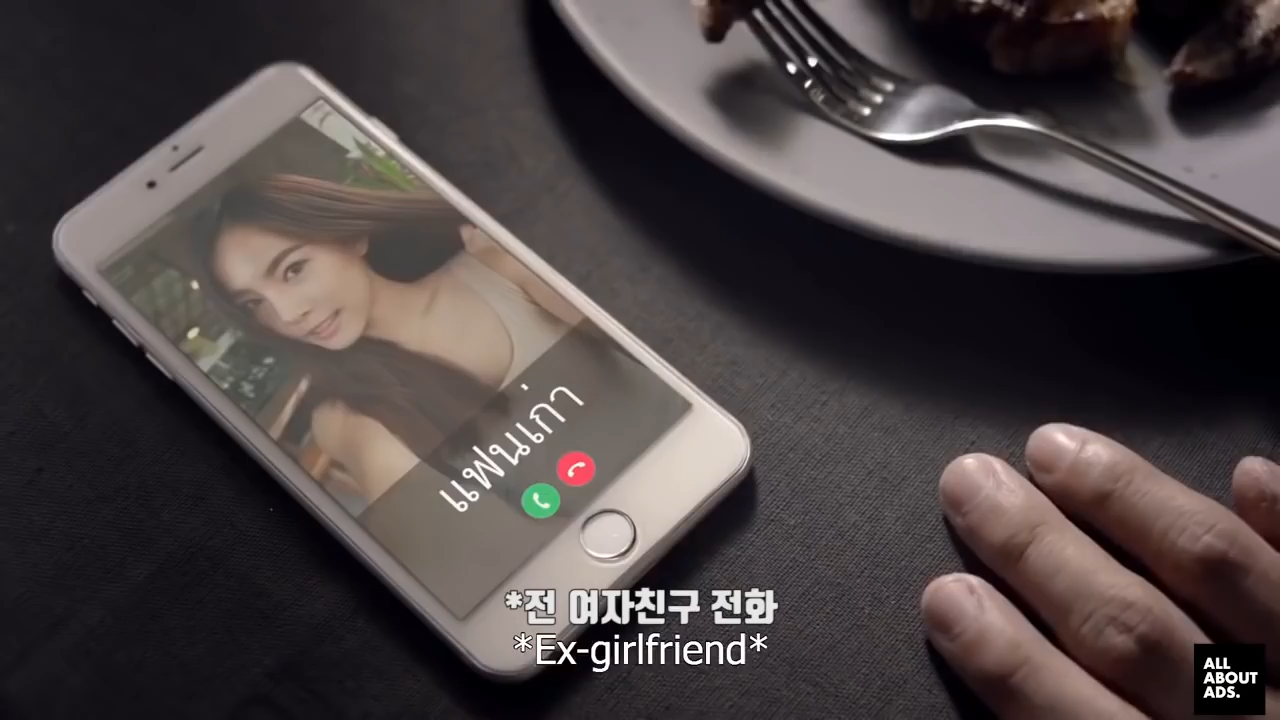 แฟนเก่า
*전 여자친구 전화
*Ex-girlfriend*
ALL
ABOUT
ADS.